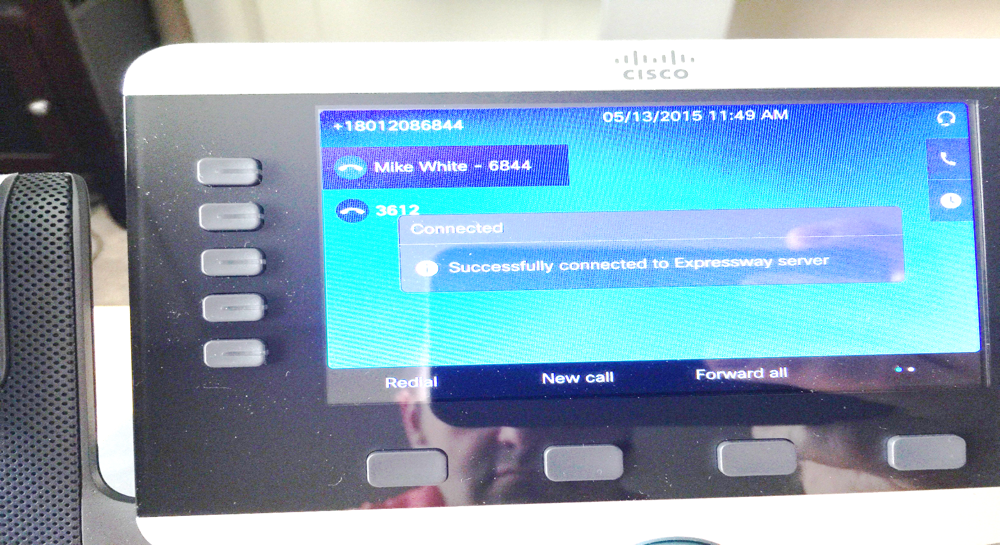 CISCO
+18012086844
05/13/2015 11:49 AM
Mike White - 6844
3612
Connected
Successfully connected to Expressway server
Redial
New call
Forward all